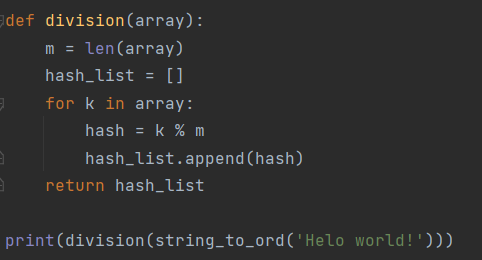 def division(array):
    m = len(array)
    hash_list = []
    for k in array:
        hash = k % m
        hash_list.append(hash)
    return hash_list
print(division(string_to_ord('Helo world!')))